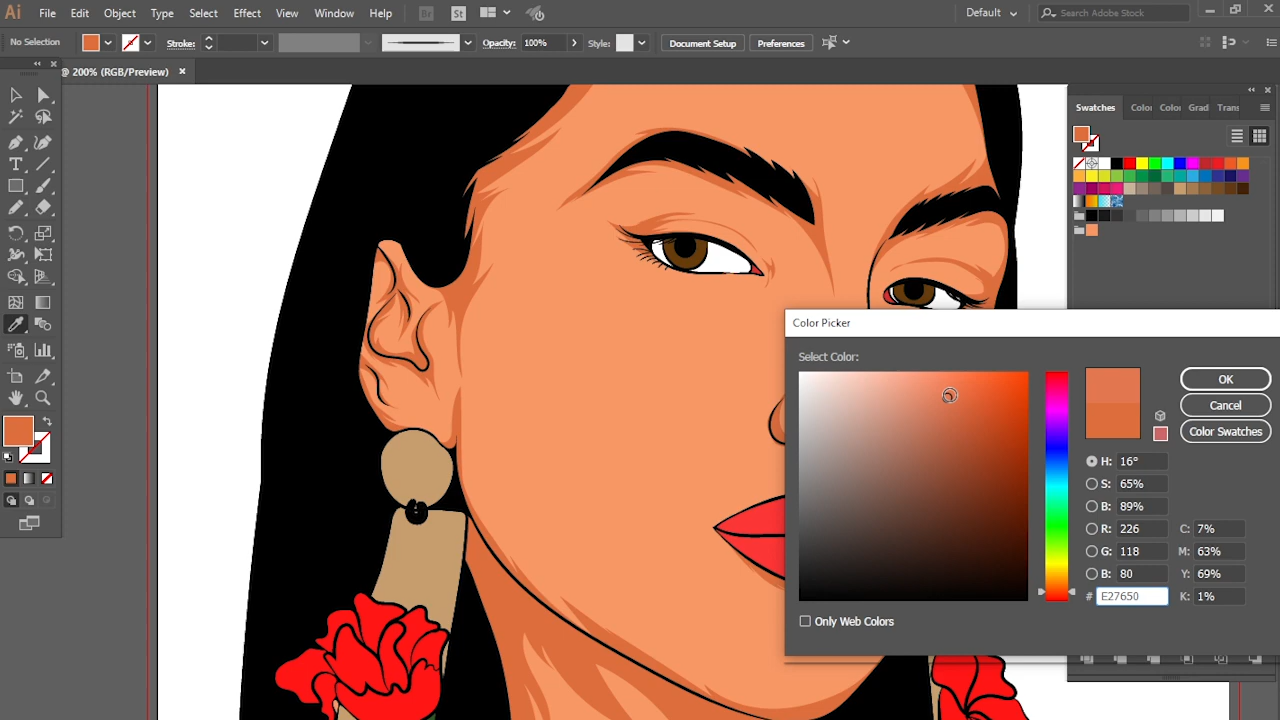 Ai File Edit Object Type Select Effect View Window Help Br St Default Search Adobe Stock
No Selection Stroke: Opacity: 100% Style: Document Setup Preferences
@ 200% (RGB/Preview) ×
Swatches Color Color Grad Trans
Color Picker
Select Color:
OK
Cancel
Color Swatches
H: 16°
S: 65%
B: 89%
R: 226 C: 7%
G: 118 M: 63%
B: 80 Y: 69%
# E27650 K: 1%
Only Web Colors